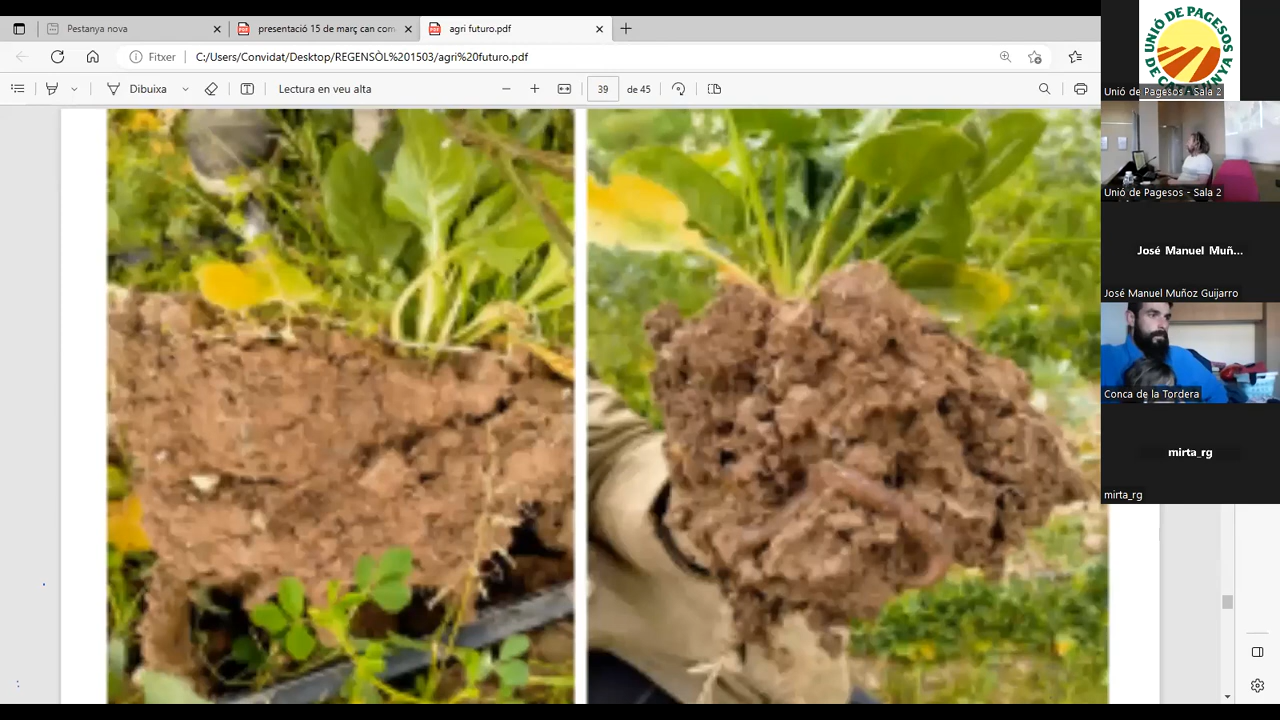 Pestanya nova
presentació 15 de març can com
agri futuro.pdf
Fitxer
C:/Users/Convidat/Desktop/REGENSÒL%201503/agri%20futuro.pdf
Dibuixa
Lectura en veu alta
39
de 45
UNIÓ DE PAGESOS
DE CATALUNYA
Unió de Pagesos - Sala 2
Unió de Pagesos - Sala 2
José Manuel Muñ...
José Manuel Muñoz Guijarro
Conca de la Tordera
mirta_rg
mirta_rg